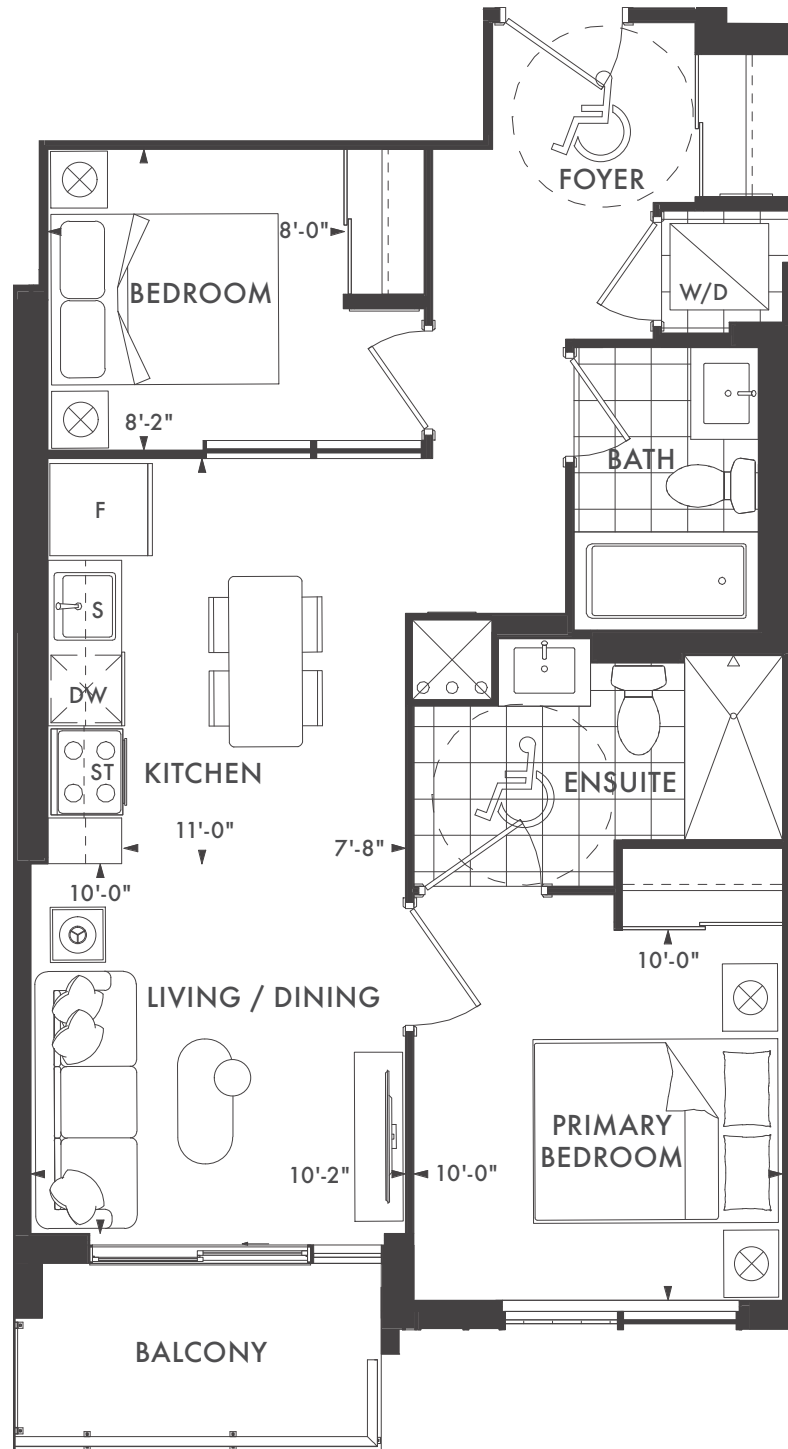 FOYER
8'-0"
BEDROOM
W/D
8'-2"
BATH
F
S
DW
ST
KITCHEN
ENSUITE
11'-0"
7'-8"
10'-0"
10'-0"
LIVING / DINING
PRIMARY
BEDROOM
10'-2"
10'-0"
BALCONY